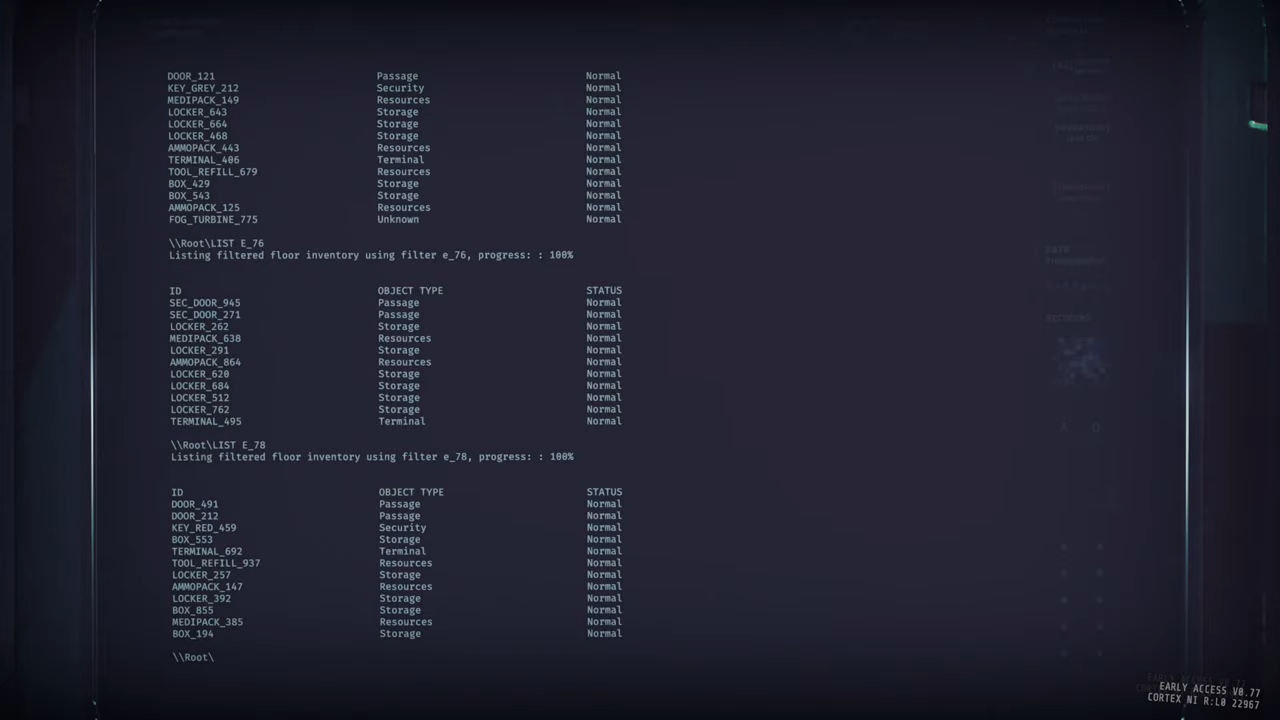 DOOR_121 Passage Normal
KEY_GREY_212 Security Normal
MEDIPACK_149 Resources Normal
LOCKER_643 Storage Normal
LOCKER_664 Storage Normal
LOCKER_468 Storage Normal
AMMOPACK_443 Resources Normal
TERMINAL_406 Terminal Normal
TOOL_REFILL_679 Resources Normal
BOX_429 Storage Normal
BOX_543 Storage Normal
AMMOPACK_125 Resources Normal
FOG_TURBINE_775 Unknown Normal
\\Root\LIST E_76
Listing filtered floor inventory using filter e_76, progress: : 100%
ID OBJECT TYPE STATUS
SEC_DOOR_945 Passage Normal
SEC_DOOR_271 Passage Normal
LOCKER_262 Storage Normal
MEDIPACK_638 Resources Normal
LOCKER_291 Storage Normal
AMMOPACK_864 Resources Normal
LOCKER_620 Storage Normal
LOCKER_684 Storage Normal
LOCKER_512 Storage Normal
LOCKER_762 Storage Normal
TERMINAL_495 Terminal Normal
\\Root\LIST E_78
Listing filtered floor inventory using filter e_78, progress: : 100%
ID OBJECT TYPE STATUS
DOOR_491 Passage Normal
DOOR_212 Passage Normal
KEY_RED_459 Security Normal
BOX_553 Storage Normal
TERMINAL_692 Terminal Normal
TOOL_REFILL_937 Resources Normal
LOCKER_257 Storage Normal
AMMOPACK_147 Resources Normal
LOCKER_392 Storage Normal
BOX_855 Storage Normal
MEDIPACK_385 Resources Normal
BOX_194 Storage Normal
\\Root\
EARLY ACCESS V0.77
CORTEX NI R:L0 22967